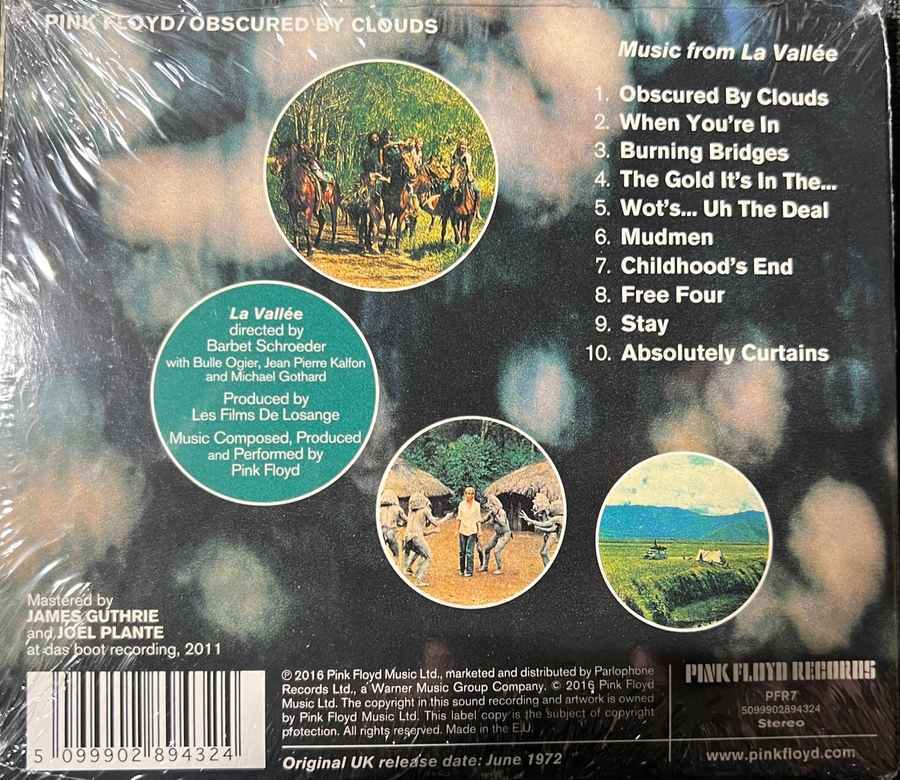 PINK FLOYD/OBSCURED BY CLOUDS
Music from La Vallée
1. Obscured By Clouds
2. When You're In
3. Burning Bridges
4. The Gold It's In The...
5. Wot's... Uh The Deal
6. Mudmen
7. Childhood's End
8. Free Four
9. Stay
10. Absolutely Curtains
La Vallée
directed by
Barbet Schroeder
with Bulle Ogier, Jean Pierre Kalfon
and Michael Gothard
Produced by
Les Films De Losange
Music Composed, Produced
and Performed by
Pink Floyd
Mastered by
JAMES GUTHRIE
and JOEL PLANTE
at das boot recording, 2011
5 099902 894324
℗ 2016 Pink Floyd Music Ltd., marketed and distributed by Parlophone
Records Ltd., a Warner Music Group Company. © 2016 Pink Floyd
Music Ltd. The copyright in this sound recording and artwork is owned
by Pink Floyd Music Ltd. This label copy is the subject of copyright
protection. All rights reserved. Made in the E.U.
Original UK release date: June 1972
PINK FLOYD RECORDS
PFR7
5099902894324
Stereo
www.pinkfloyd.com